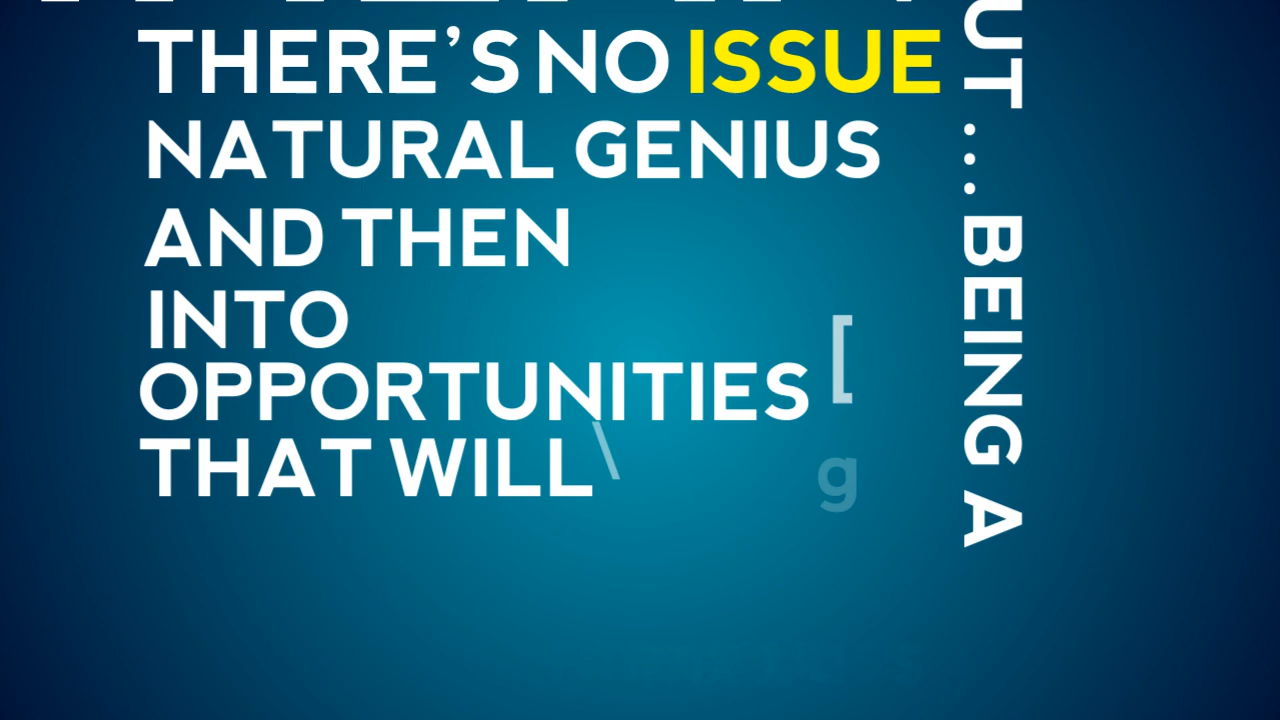 THERE'S NO ISSUE
NATURAL GENIUS
AND THEN
INTO
OPPORTUNITIES
[
THAT WILL\
g
UT... BEING A